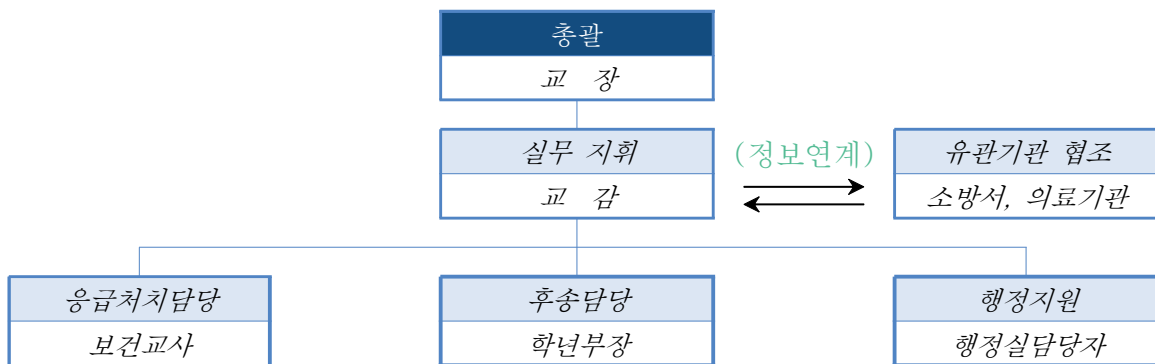 총괄
교 장
실무 지휘
교 감
(정보연계)
유관기관 협조
소방서, 의료기관
응급처치담당
보건교사
후송담당
학년부장
행정지원
행정실담당자